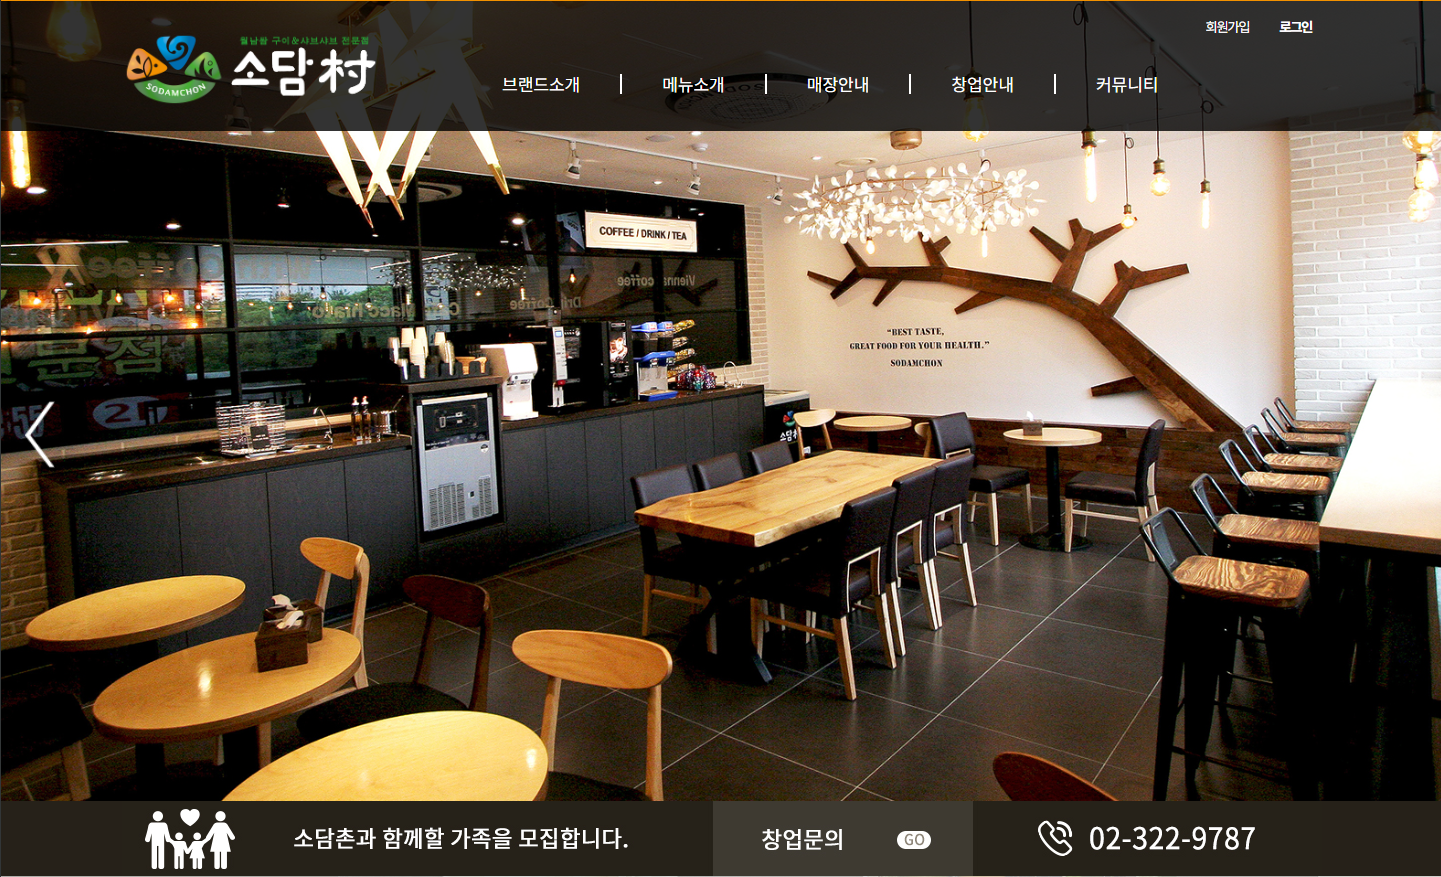 회원가입 로그인
월남쌈 구이&샤브샤브 전문점
소담村
SODAMCHON
브랜드소개 메뉴소개 매장안내 창업안내 커뮤니티
COFFEE / DRINK / TEA
“BEST TASTE,
GREAT FOOD FOR YOUR HEALTH.”
SODAMCHON
소담촌과 함께할 가족을 모집합니다.
창업문의 GO
02-322-9787